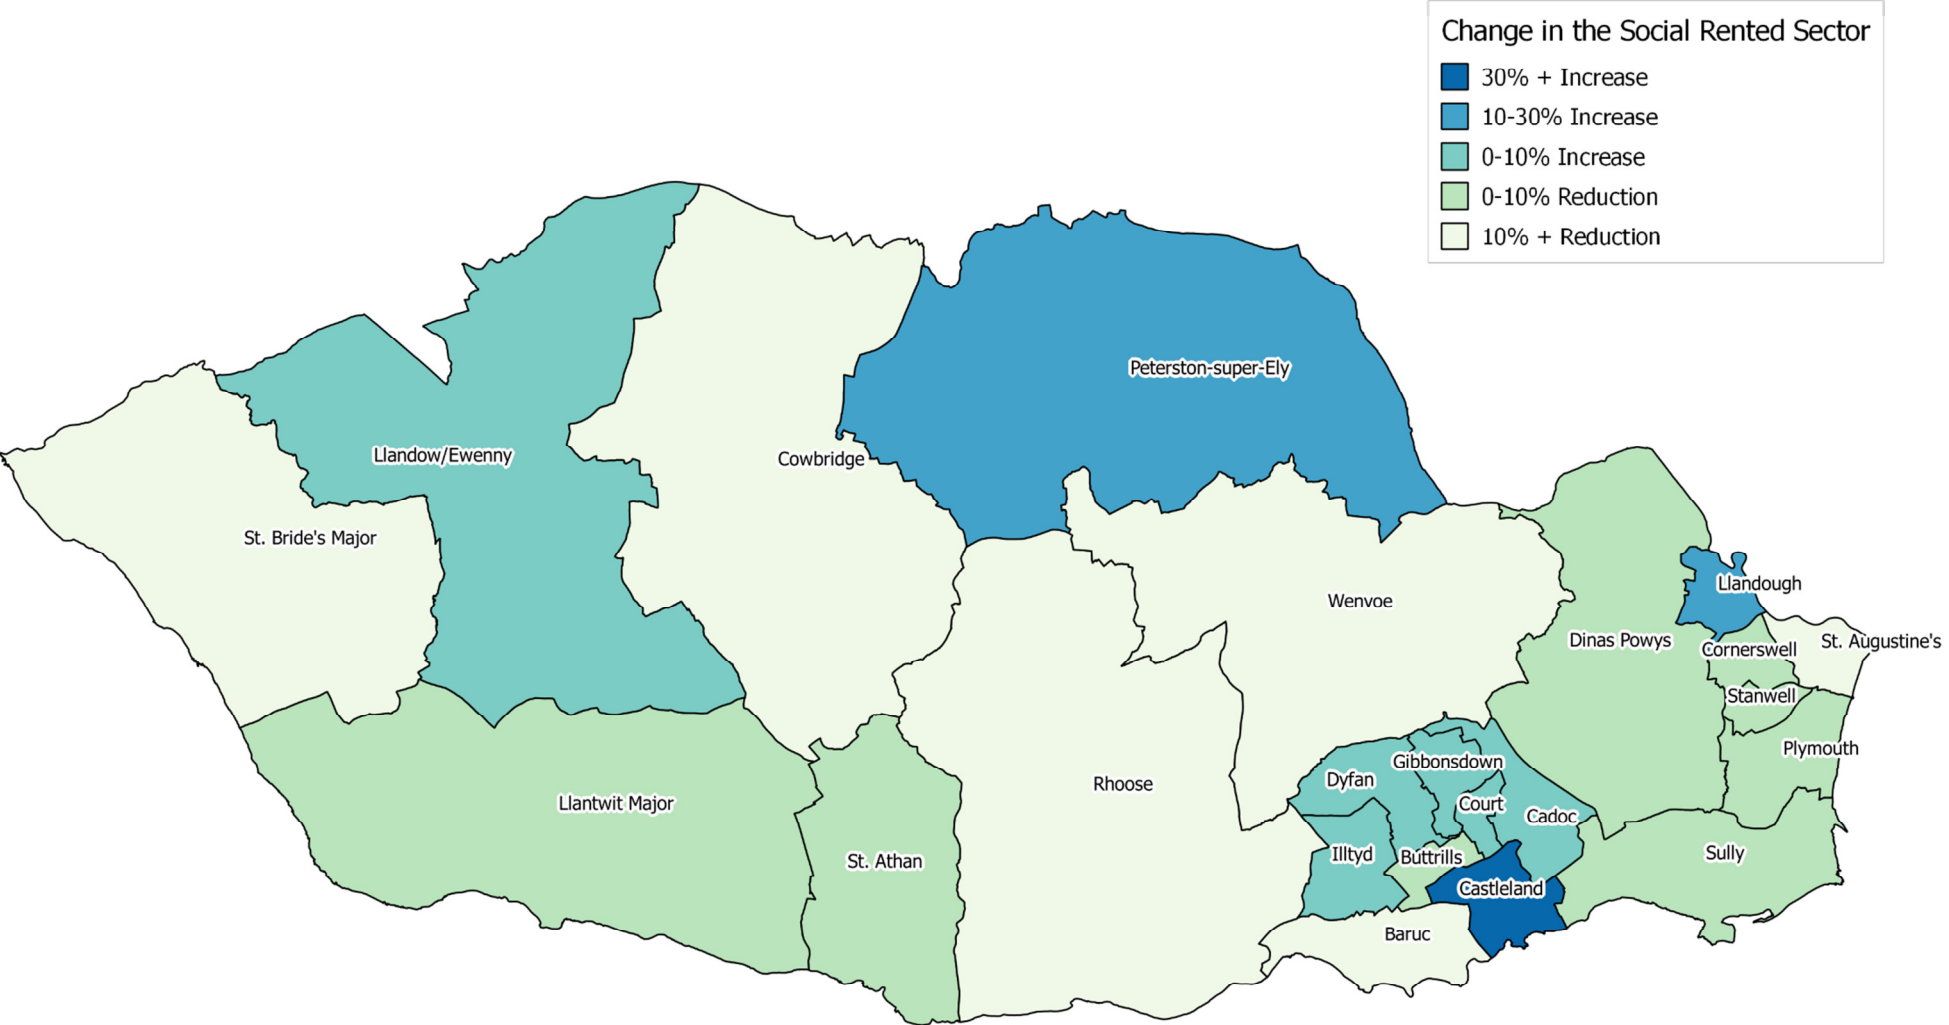 Change in the Social Rented Sector
30% + Increase
10-30% Increase
0-10% Increase
0-10% Reduction
10% + Reduction
Peterston-super-Ely
Llandow/Ewenny
Cowbridge
St. Bride's Major
Llandough
Wenvoe
Dinas Powys
St. Augustine's
Cornerswell
Stanwell
Plymouth
Gibbonsdown
Dyfan
Rhoose
Llantwit Major
Court
Cadoc
Sully
Illtyd
Buttrills
St. Athan
Castleland
Baruc